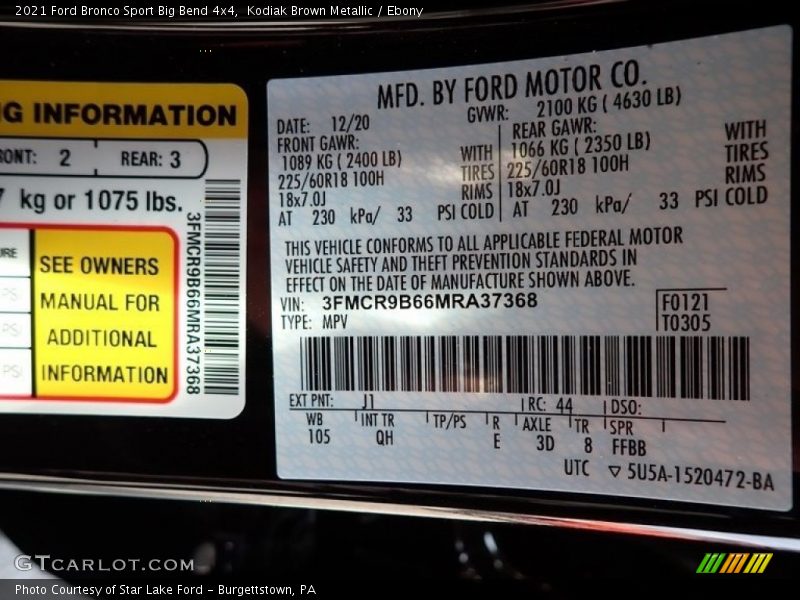 2021 Ford Bronco Sport Big Bend 4x4, Kodiak Brown Metallic / Ebony
G INFORMATION
RONT: 2 REAR: 3
7 kg or 1075 lbs.
URE
PSI
PSI
PSI
SEE OWNERS
MANUAL FOR
ADDITIONAL
INFORMATION
3FMCR9B66MRA37368
MFD. BY FORD MOTOR CO.
DATE: 12/20 GVWR: 2100 KG ( 4630 LB)
FRONT GAWR: REAR GAWR:
1089 KG ( 2400 LB) WITH 1066 KG ( 2350 LB) WITH
225/60R18 100H TIRES 225/60R18 100H TIRES
18x7.0J RIMS 18x7.0J RIMS
AT 230 kPa/ 33 PSI COLD AT 230 kPa/ 33 PSI COLD
THIS VEHICLE CONFORMS TO ALL APPLICABLE FEDERAL MOTOR
VEHICLE SAFETY AND THEFT PREVENTION STANDARDS IN
EFFECT ON THE DATE OF MANUFACTURE SHOWN ABOVE.
VIN: 3FMCR9B66MRA37368 F0121
TYPE: MPV T0305
EXT PNT: J1 RC: 44 DSO:
WB INT TR TP/PS R AXLE TR SPR
105 QH E 3D 8 FFBB
UTC ▽ 5U5A-1520472-BA
GTCARLOT.COM
Photo Courtesy of Star Lake Ford - Burgettstown, PA